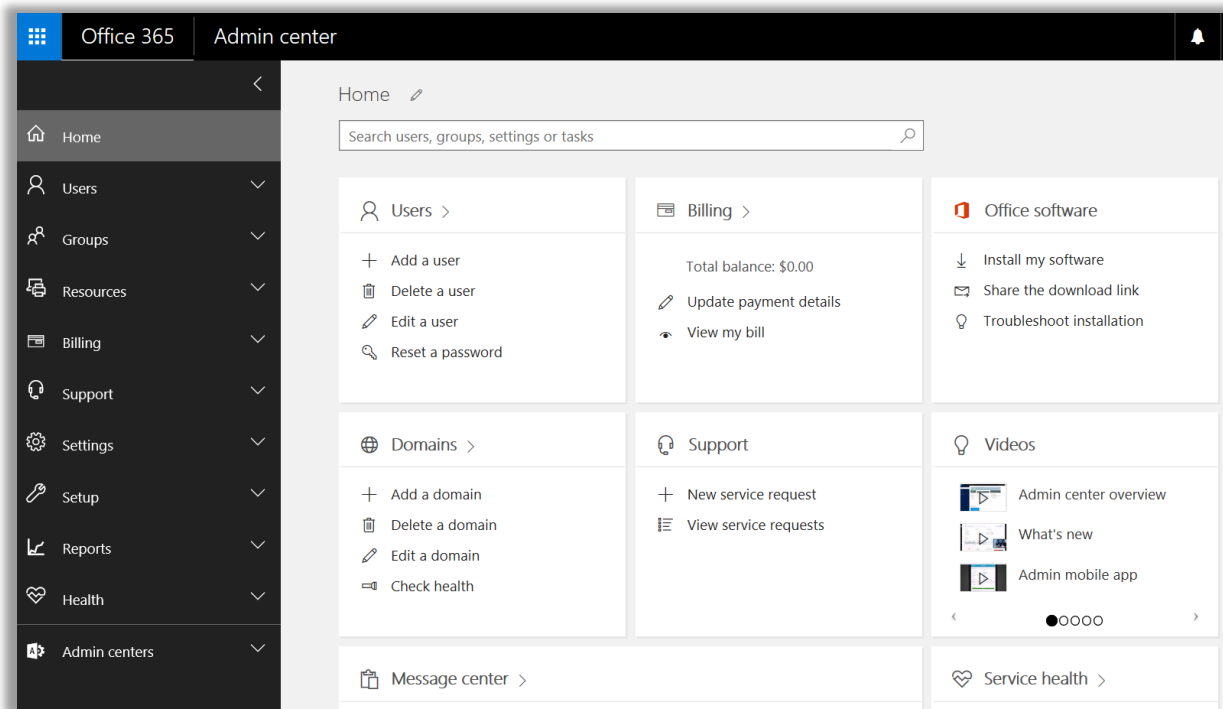 Office 365
Admin center
Home
Search users, groups, settings or tasks
Home
Users
Groups
Resources
Billing
Support
Settings
Setup
Reports
Health
Admin centers
Users
Add a user
Delete a user
Edit a user
Reset a password
Billing
Total balance: $0.00
Update payment details
View my bill
Office software
Install my software
Share the download link
Troubleshoot installation
Domains
Add a domain
Delete a domain
Edit a domain
Check health
Support
New service request
View service requests
Videos
Admin center overview
What's new
Admin mobile app
Message center
Service health